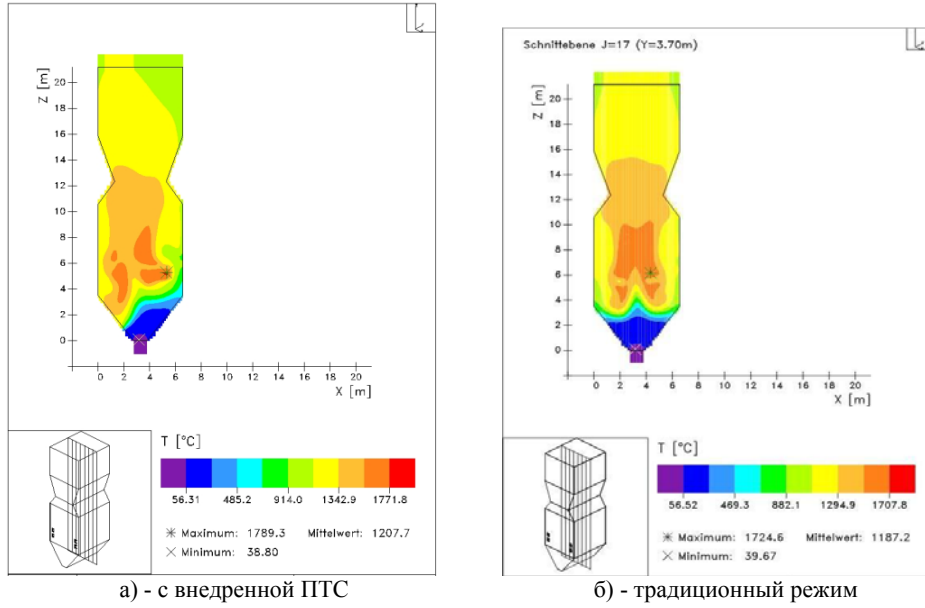 Z [m]
20
18
16
14
12
10
8
6
4
2
0
0 2 4 6 8 10 12 14 16 18 20
X [m]
T [°C]
56.31 485.2 914.0 1342.9 1771.8
Maximum: 1789.3 Mittelwert: 1207.7
Minimum: 38.80
а) - с внедренной ПТС
Schnittebene J=17 (Y=3.70m)
Z [m]
20
18
16
14
12
10
8
6
4
2
0
0 2 4 6 8 10 12 14 16 18 20
X [m]
T [°C]
56.52 469.3 882.1 1294.9 1707.8
Maximum: 1724.6 Mittelwert: 1187.2
Minimum: 39.67
б) - традиционный режим